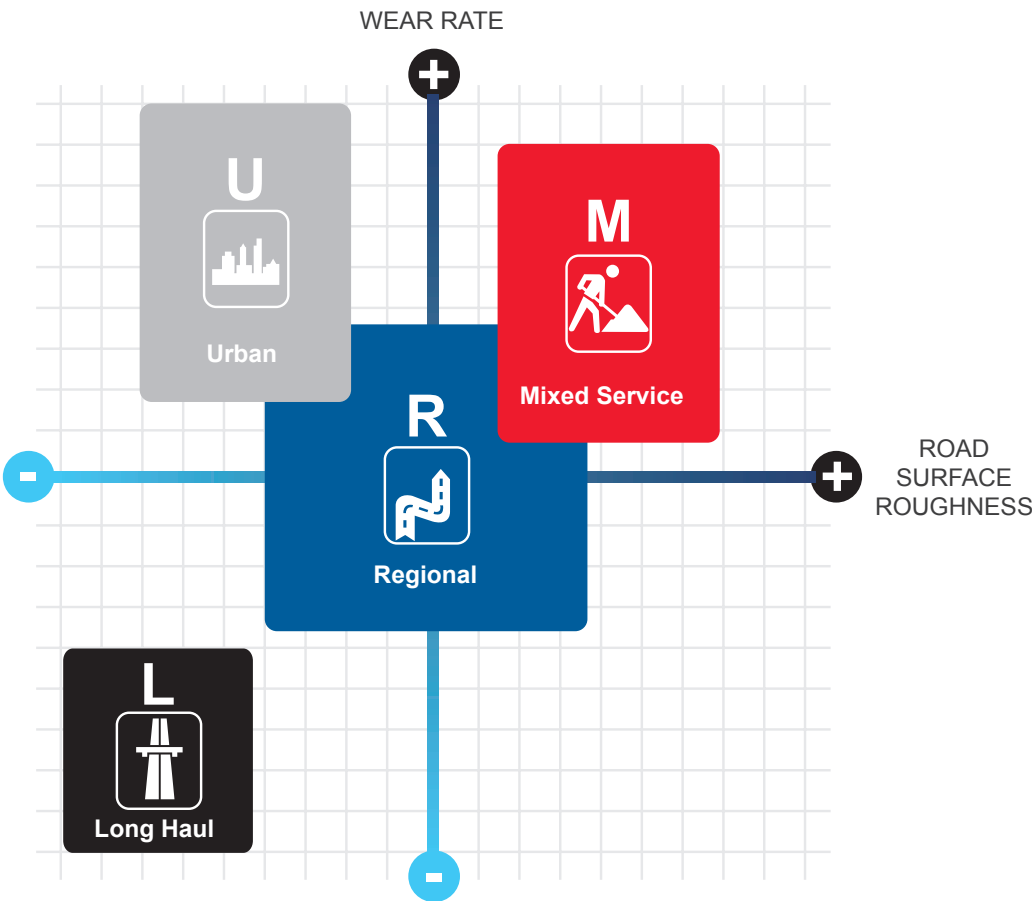 WEAR RATE
+
U
Urban
M
Mixed Service
R
Regional
-
+
ROAD
SURFACE
ROUGHNESS
L
Long Haul
-